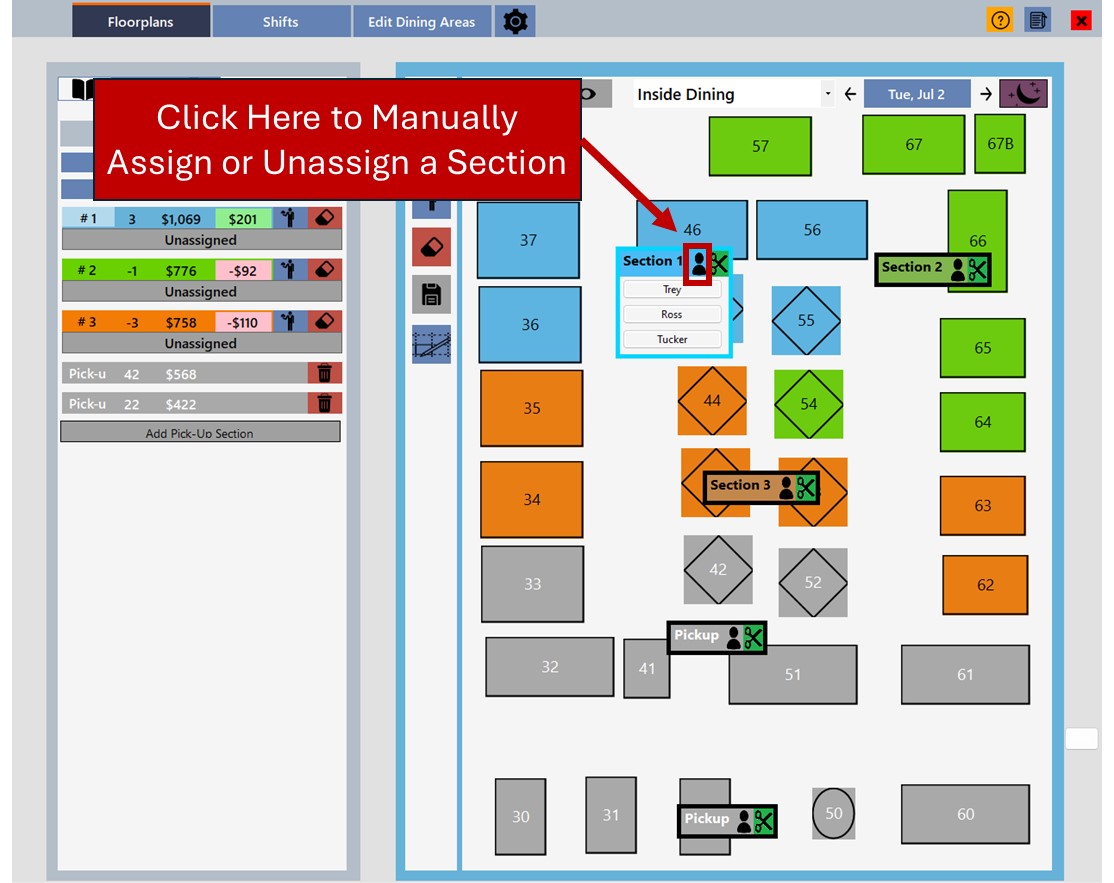 Floorplans
Shifts
Edit Dining Areas
?
Click Here to Manually
Assign or Unassign a Section
Inside Dining
Tue, Jul 2
# 1 3 $1,069 $201
Unassigned
# 2 -1 $776 -$92
Unassigned
# 3 -3 $758 -$110
Unassigned
Pick-u 42 $568
Pick-u 22 $422
Add Pick-Up Section
57
67
67B
37
46
56
66
Section 1
Trey
Ross
Tucker
Section 2
36
55
65
35
44
54
64
34
Section 3
63
33
42
52
62
Pickup
32
41
51
61
30
31
Pickup
50
60